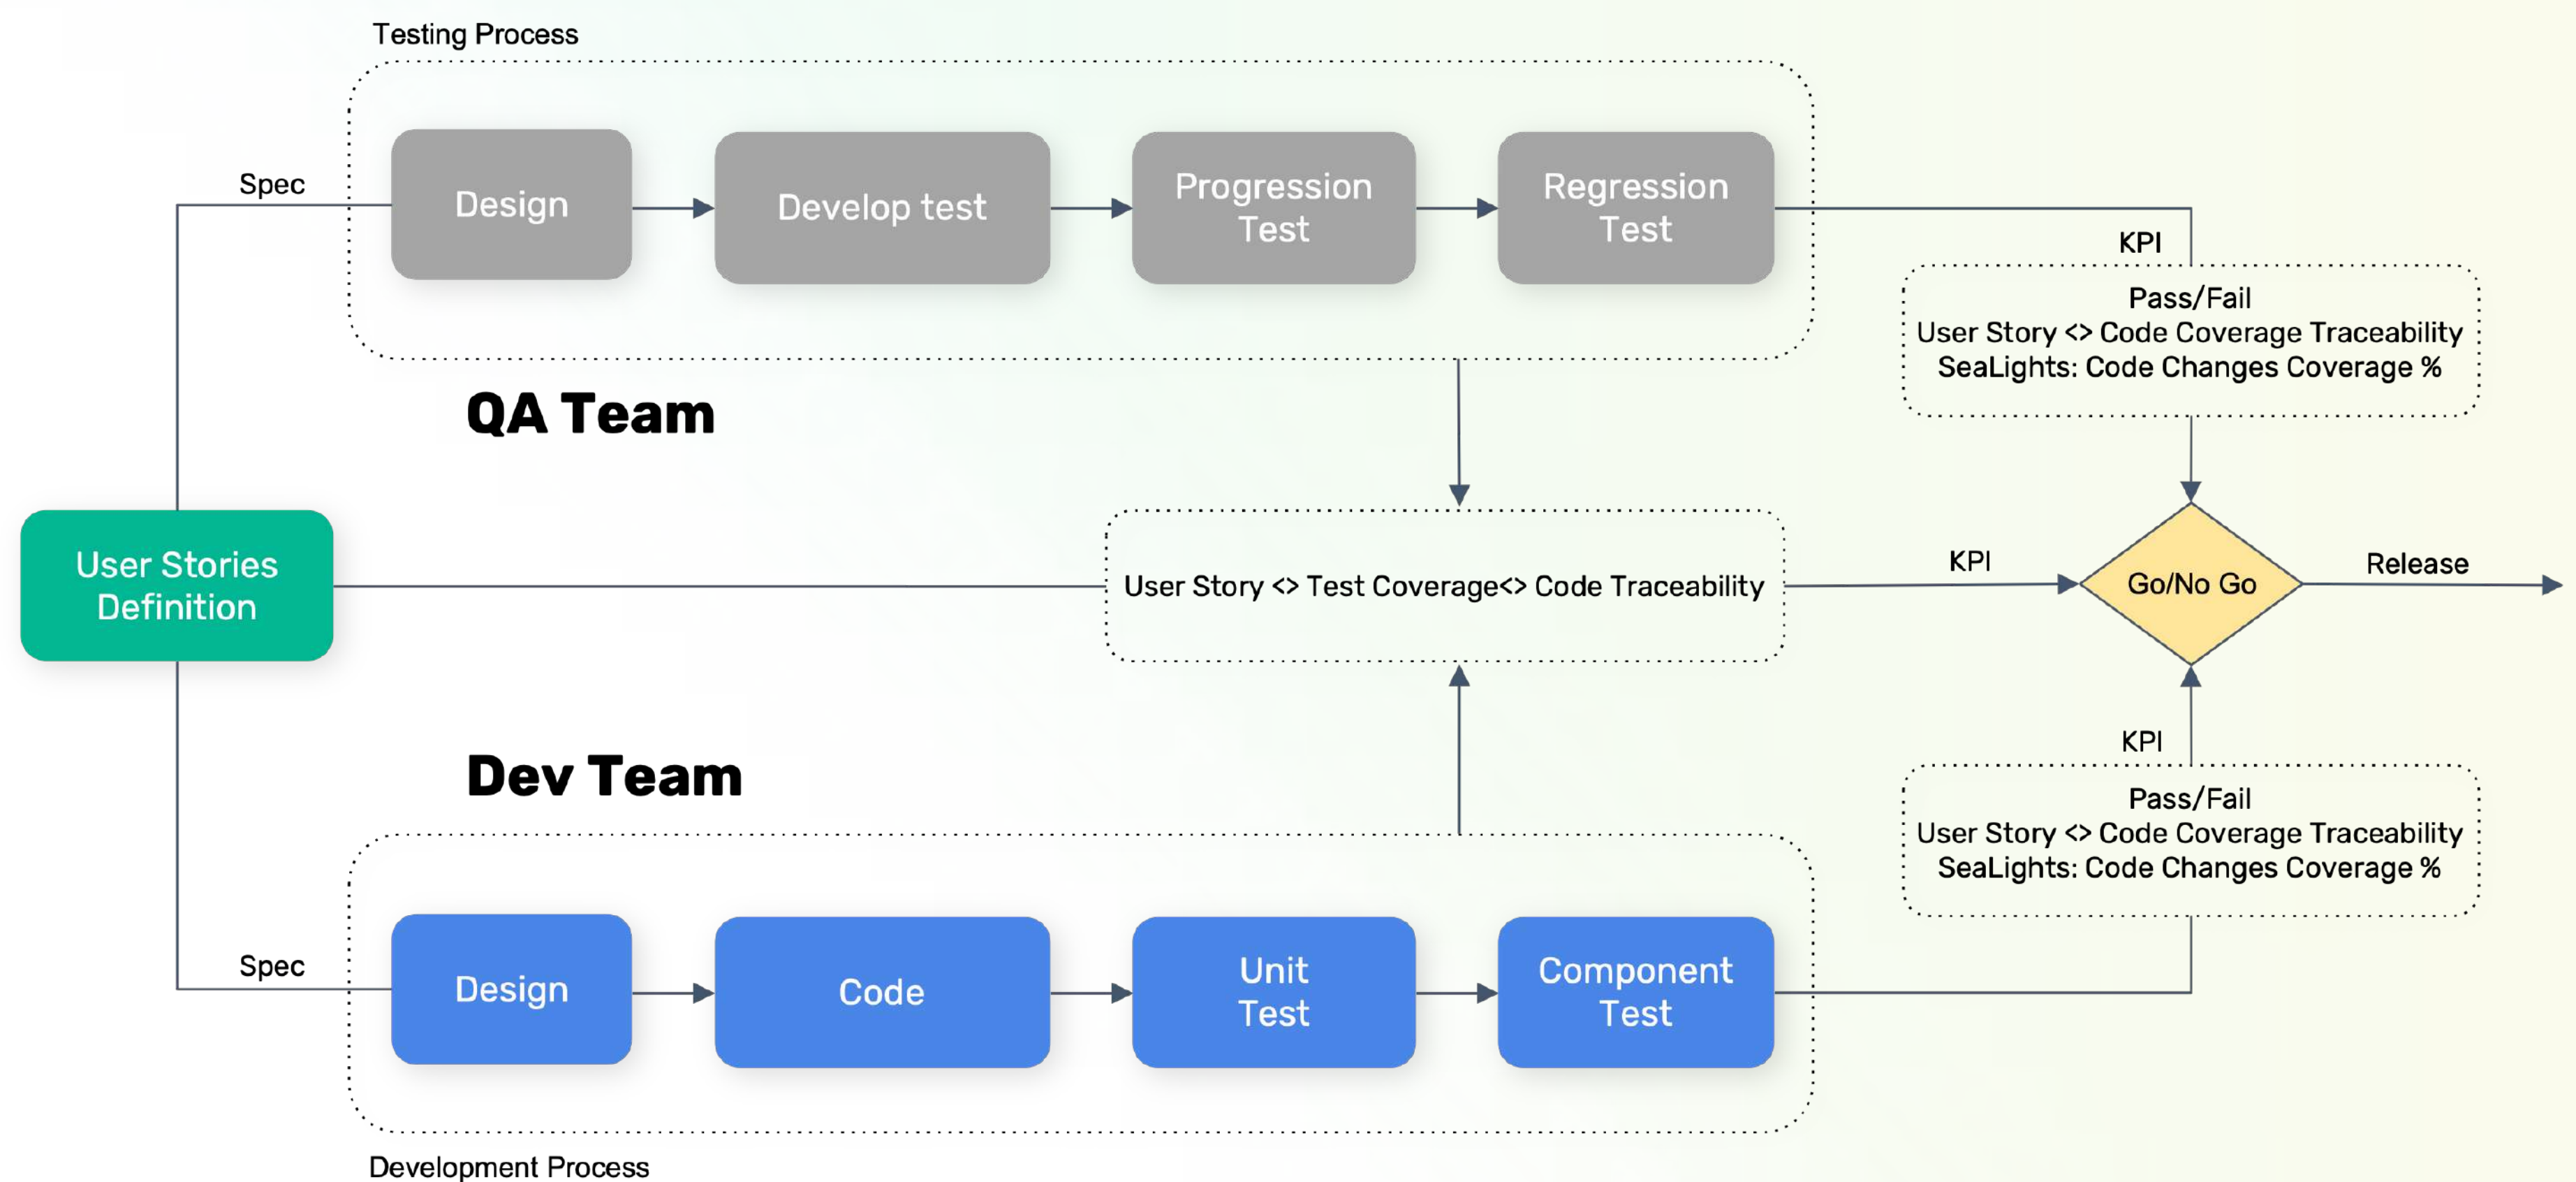 Testing Process
Spec
Design
Develop test
Progression
Test
Regression
Test
KPI
Pass/Fail
User Story <> Code Coverage Traceability
SeaLights: Code Changes Coverage %
QA Team
User Stories
Definition
User Story <> Test Coverage<> Code Traceability
KPI
Go/No Go
Release
Dev Team
KPI
Pass/Fail
User Story <> Code Coverage Traceability
SeaLights: Code Changes Coverage %
Spec
Design
Code
Unit
Test
Component
Test
Development Process